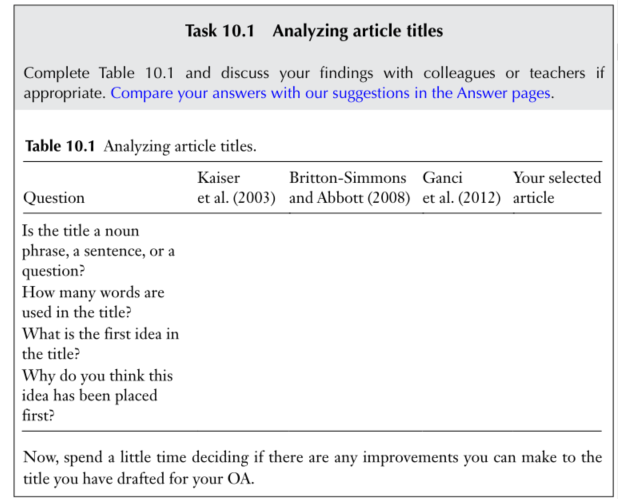 Task 10.1 Analyzing article titles
Complete Table 10.1 and discuss your findings with colleagues or teachers if
appropriate. Compare your answers with our suggestions in the Answer pages.
Table 10.1 Analyzing article titles.
Question
Kaiser
et al. (2003)
Britton-Simmons
and Abbott (2008)
Ganci
et al. (2012)
Your selected
article
Is the title a noun
phrase, a sentence, or a
question?
How many words are
used in the title?
What is the first idea in
the title?
Why do you think this
idea has been placed
first?
Now, spend a little time deciding if there are any improvements you can make to the
title you have drafted for your OA.